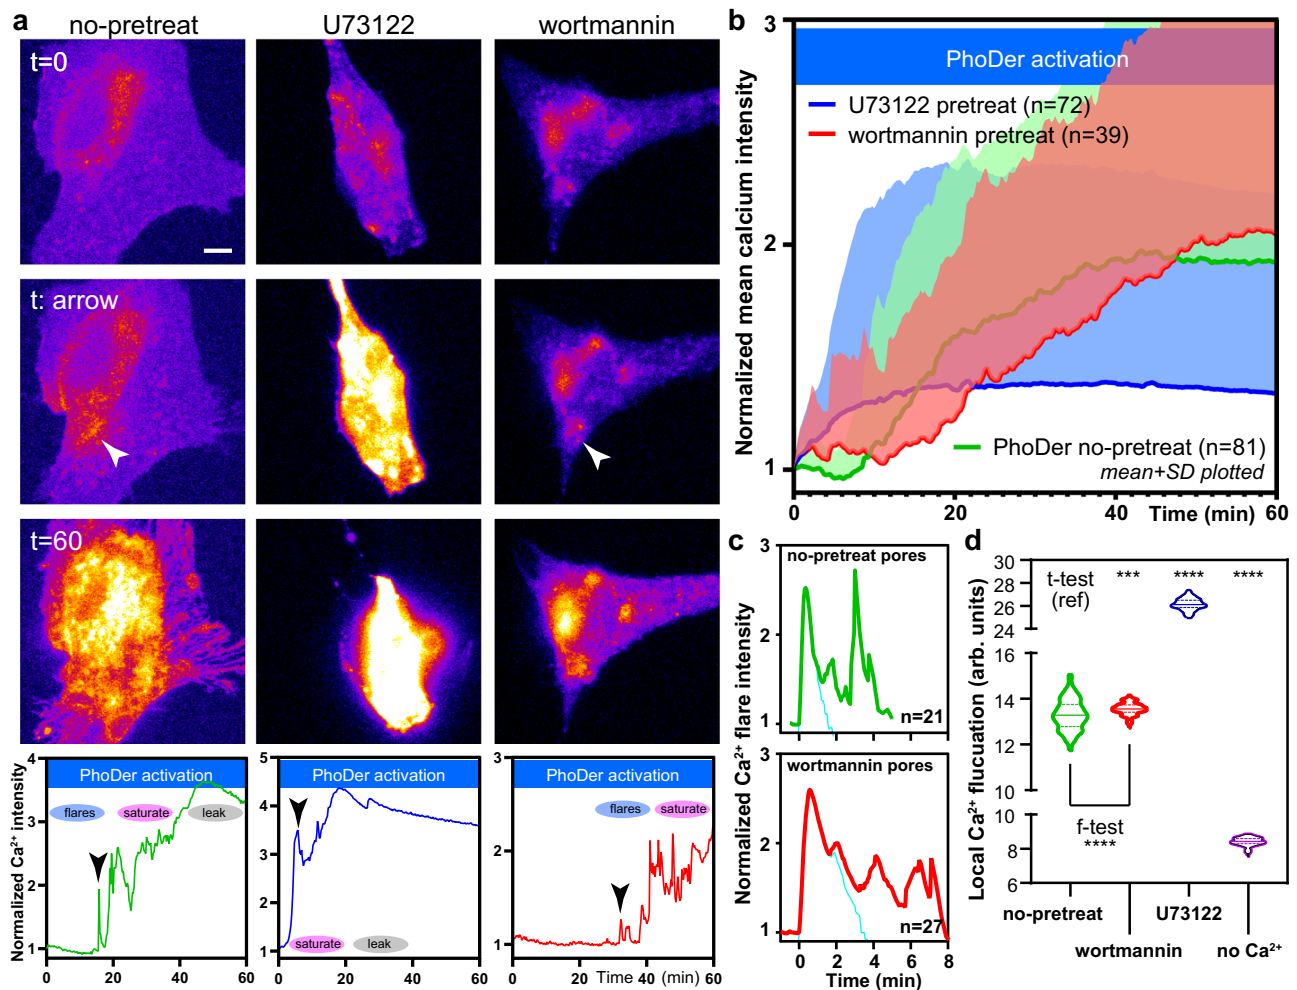 a
no-pretreat
U73122
wortmannin
t=0
t: arrow
t=60
Normalized Ca²⁺ intensity
4
3
2
1
PhoDer activation
flares
saturate
leak
0
20
40
60
5
4
3
2
1
PhoDer activation
saturate
leak
0
20
40
60
3
2
1
PhoDer activation
flares
saturate
0
20
Time (min)
40
60
b
Normalized mean calcium intensity
3
2
1
PhoDer activation
U73122 pretreat (n=72)
wortmannin pretreat (n=39)
PhoDer no-pretreat (n=81)
mean+SD plotted
0
20
40
60
Time (min)
c
Normalized Ca²⁺ flare intensity
3
2
1
no-pretreat pores
n=21
3
2
1
wortmannin pores
n=27
0
2
4
6
8
Time (min)
d
Local Ca²⁺ flucuation (arb. units)
30
28
26
24
16
14
12
10
8
6
t-test
(ref)
***
****
****
f-test
****
no-pretreat
U73122
wortmannin
no Ca²⁺